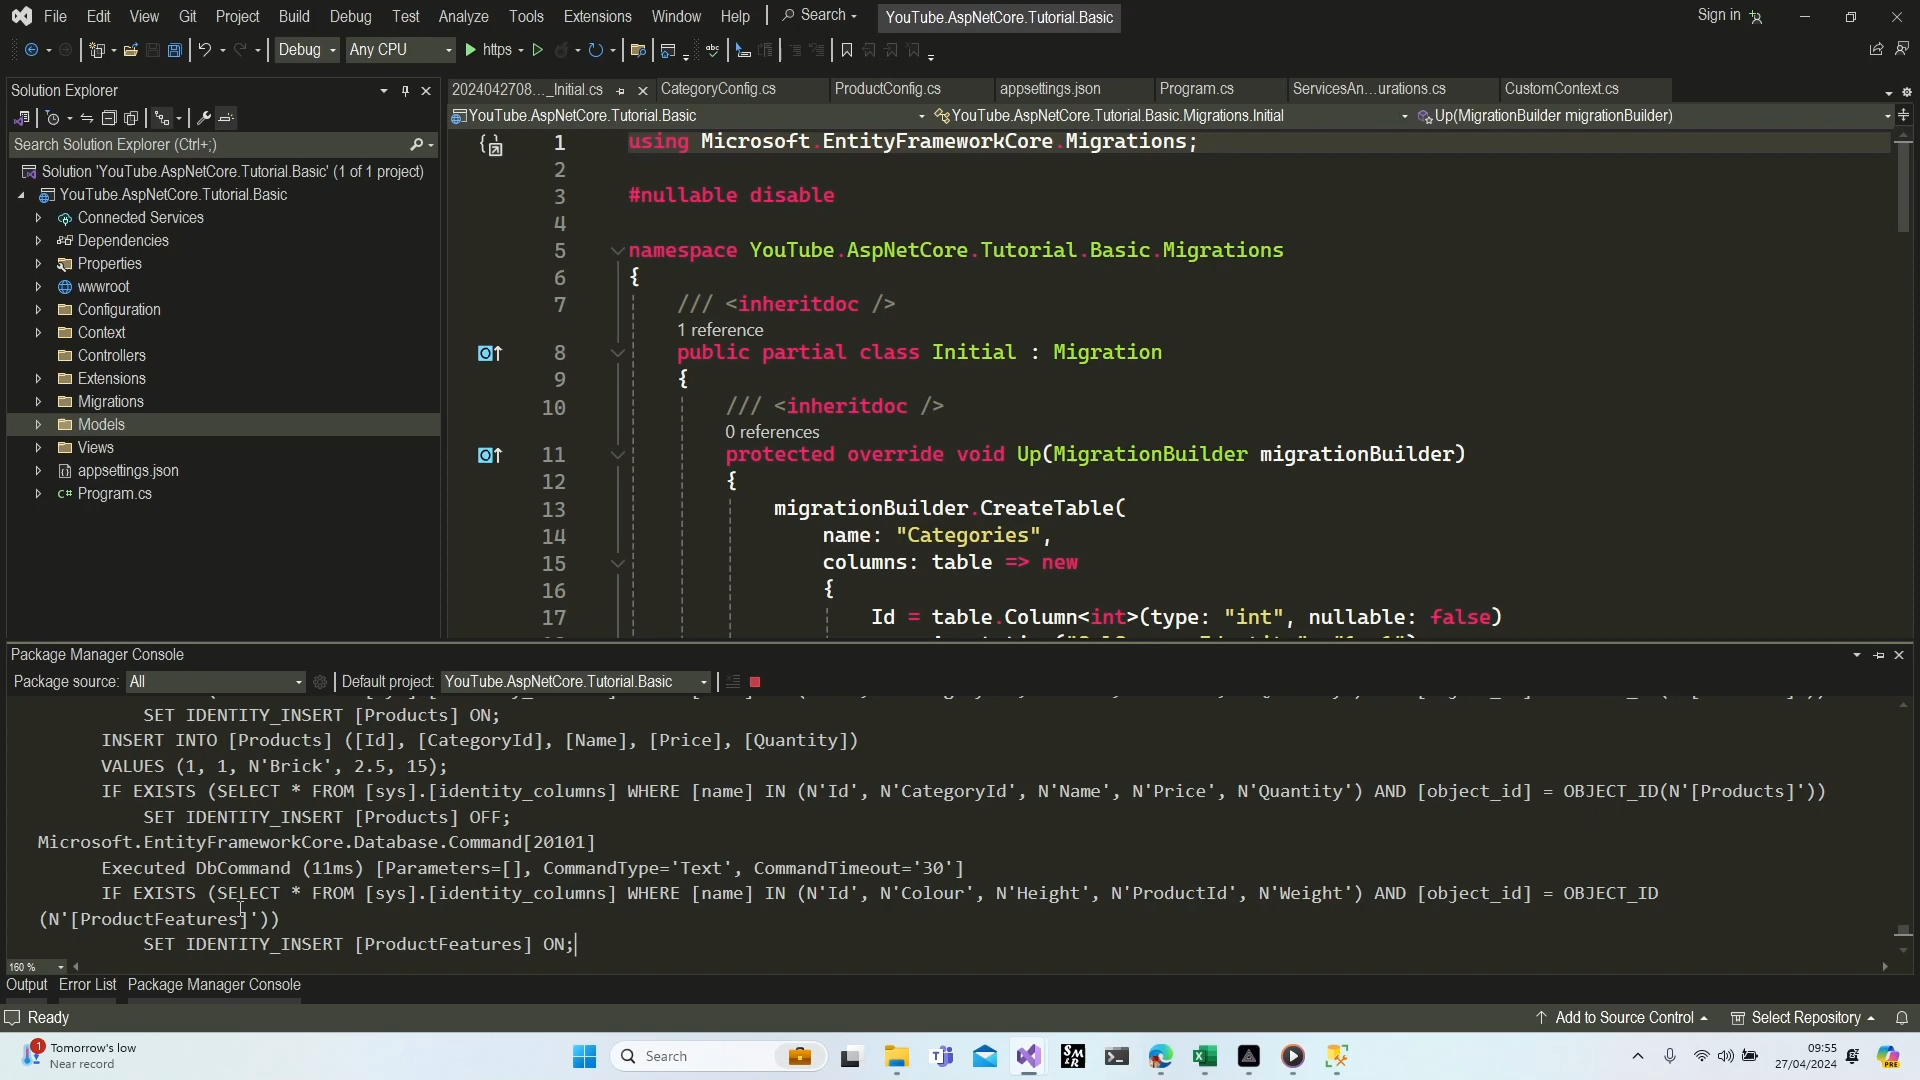 File Edit View Git Project Build Debug Test Analyze Tools Extensions Window Help Search YouTube.AspNetCore.Tutorial.Basic Sign in
Debug Any CPU https
Solution Explorer
Search Solution Explorer (Ctrl+;)
Solution 'YouTube.AspNetCore.Tutorial.Basic' (1 of 1 project)
YouTube.AspNetCore.Tutorial.Basic
Connected Services
Dependencies
Properties
wwwroot
Configuration
Context
Controllers
Extensions
Migrations
Models
Views
appsettings.json
C# Program.cs
2024042708..._Initial.cs CategoryConfig.cs ProductConfig.cs appsettings.json Program.cs ServicesAn...urations.cs CustomContext.cs
YouTube.AspNetCore.Tutorial.Basic YouTube.AspNetCore.Tutorial.Basic.Migrations.Initial Up(MigrationBuilder migrationBuilder)
1 using Microsoft.EntityFrameworkCore.Migrations;
2
3 #nullable disable
4
5 namespace YouTube.AspNetCore.Tutorial.Basic.Migrations
6 {
7 /// <inheritdoc />
1 reference
8 public partial class Initial : Migration
9 {
10 /// <inheritdoc />
0 references
11 protected override void Up(MigrationBuilder migrationBuilder)
12 {
13 migrationBuilder.CreateTable(
14 name: "Categories",
15 columns: table => new
16 {
17 Id = table.Column<int>(type: "int", nullable: false)
Package Manager Console
Package source: All Default project: YouTube.AspNetCore.Tutorial.Basic
SET IDENTITY_INSERT [Products] ON;
INSERT INTO [Products] ([Id], [CategoryId], [Name], [Price], [Quantity])
VALUES (1, 1, N'Brick', 2.5, 15);
IF EXISTS (SELECT * FROM [sys].[identity_columns] WHERE [name] IN (N'Id', N'CategoryId', N'Name', N'Price', N'Quantity') AND [object_id] = OBJECT_ID(N'[Products]'))
SET IDENTITY_INSERT [Products] OFF;
Microsoft.EntityFrameworkCore.Database.Command[20101]
Executed DbCommand (11ms) [Parameters=[], CommandType='Text', CommandTimeout='30']
IF EXISTS (SELECT * FROM [sys].[identity_columns] WHERE [name] IN (N'Id', N'Colour', N'Height', N'ProductId', N'Weight') AND [object_id] = OBJECT_ID
(N'[ProductFeatures]'))
SET IDENTITY_INSERT [ProductFeatures] ON;
160 %
Output Error List Package Manager Console
Ready Add to Source Control Select Repository
1 Tomorrow's low
Near record
Search
09:55
27/04/2024